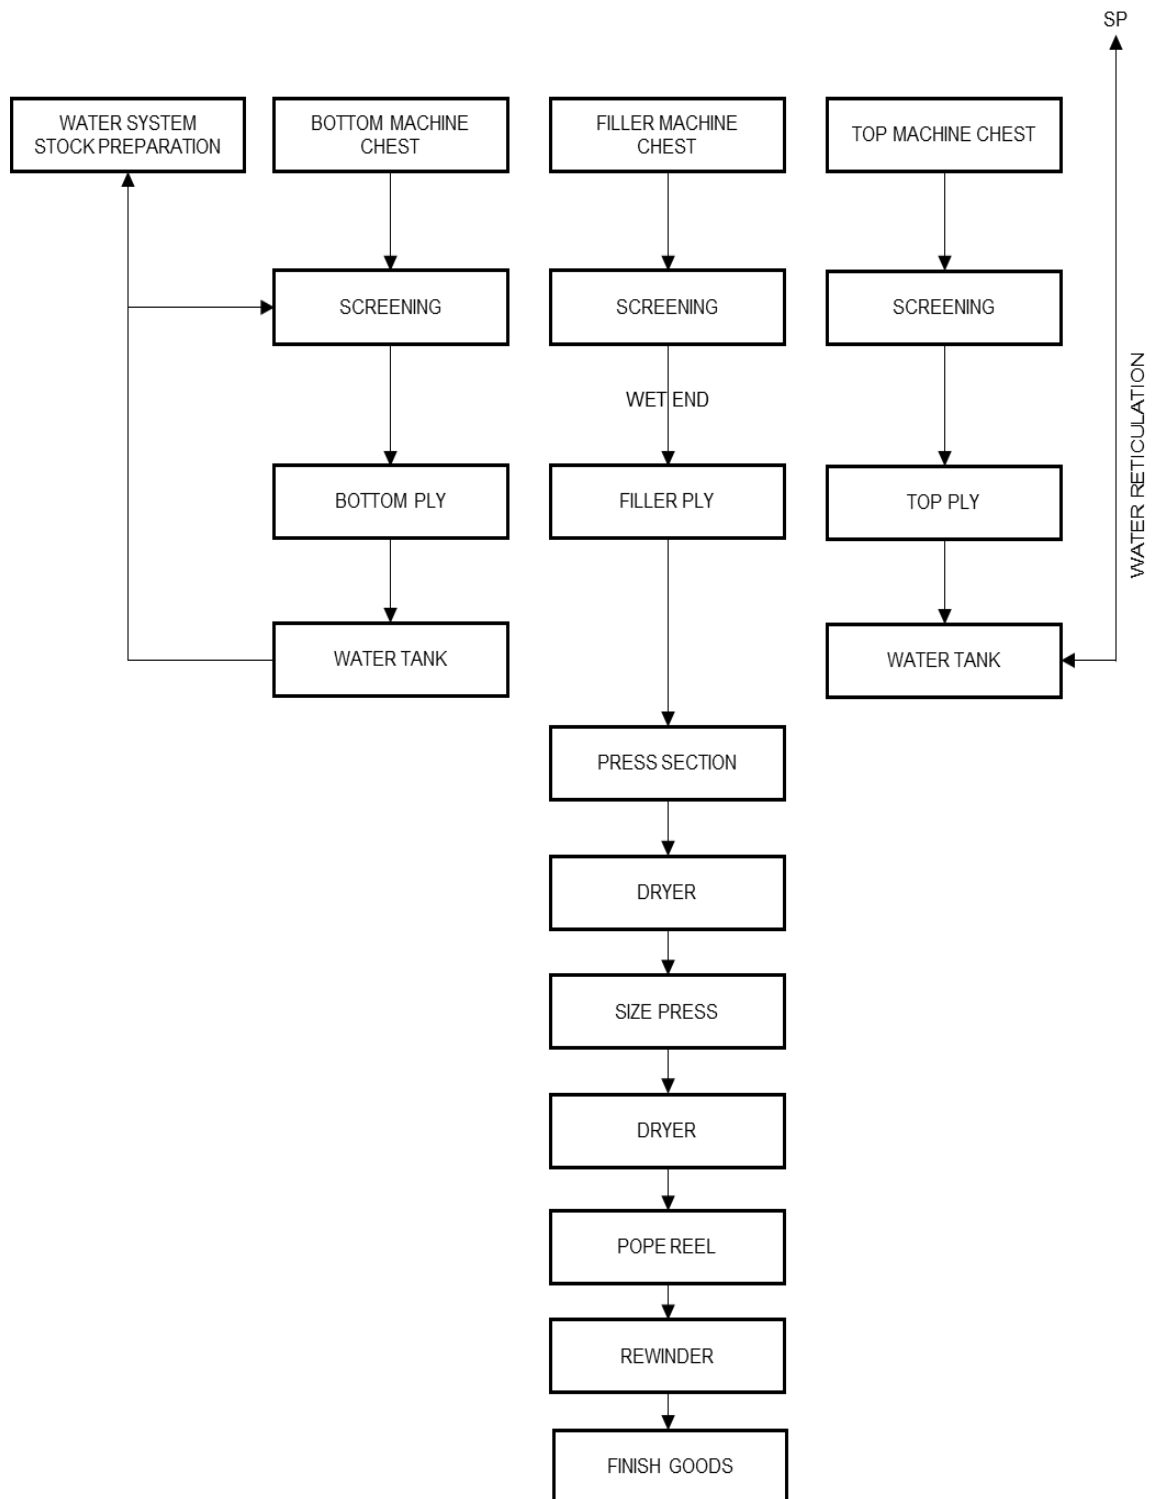 SP
WATER SYSTEM
STOCK PREPARATION
BOTTOM MACHINE
CHEST
FILLER MACHINE
CHEST
TOP MACHINE CHEST
SCREENING
SCREENING
SCREENING
WET END
WATER RETICULATION
BOTTOM PLY
FILLER PLY
TOP PLY
WATER TANK
WATER TANK
PRESS SECTION
DRYER
SIZE PRESS
DRYER
POPE REEL
REWINDER
FINISH GOODS